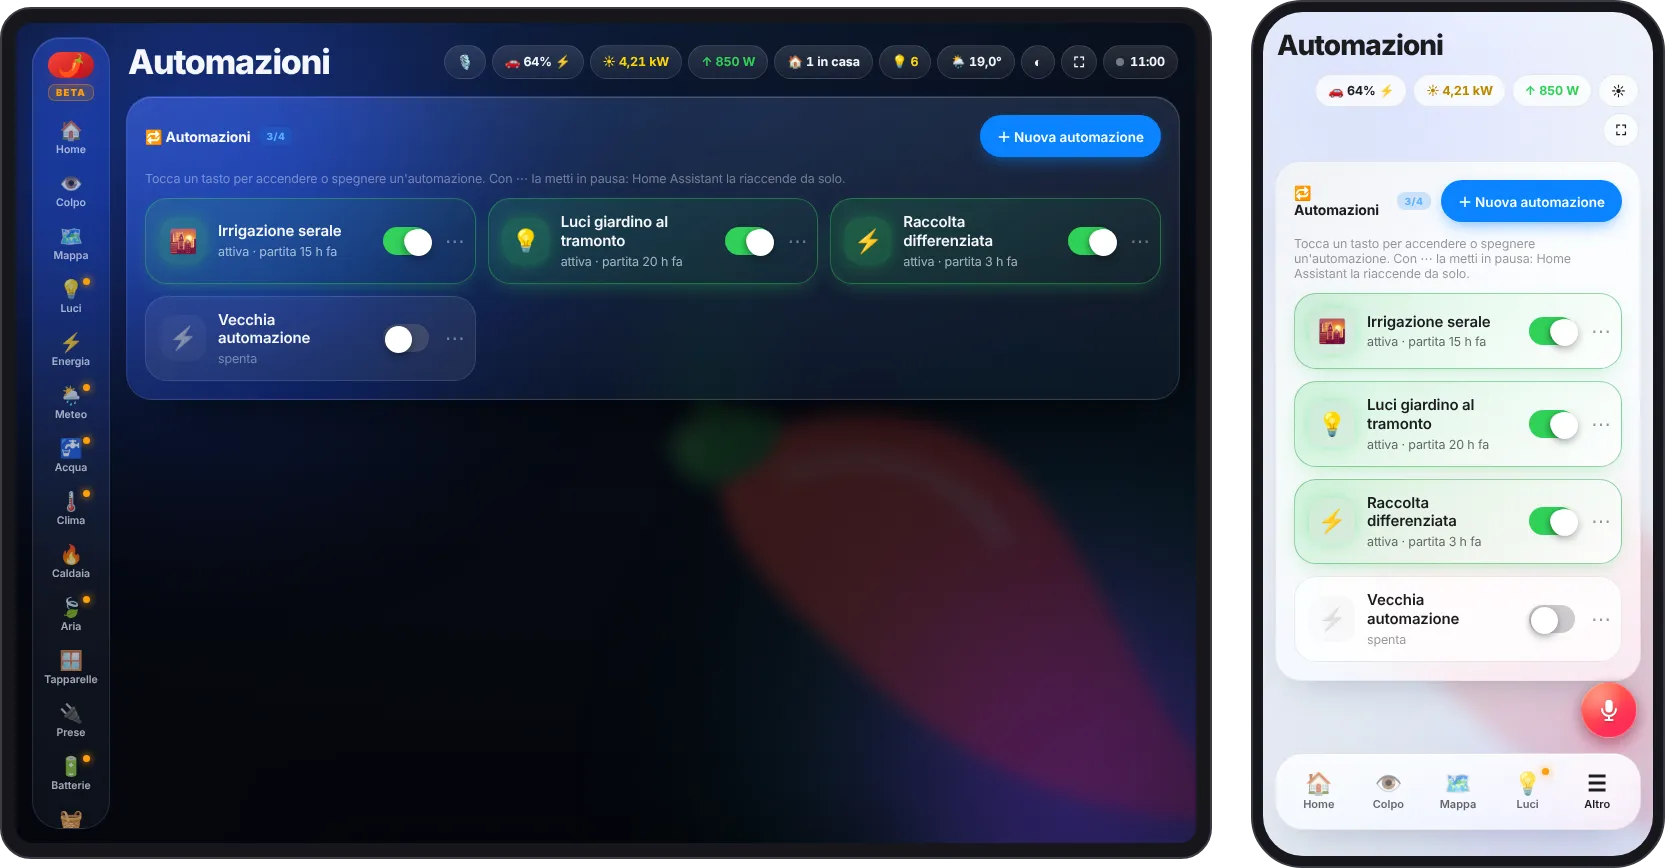 BETA
Home
Colpo
Mappa
Luci
Energia
Meteo
Acqua
Clima
Caldaia
Aria
Tapparelle
Prese
Batterie
Automazioni
64%
4,21 kW
↑ 850 W
1 in casa
6
19,0°
11:00
Automazioni 3/4
+ Nuova automazione
Tocca un tasto per accendere o spegnere un'automazione. Con ··· la metti in pausa: Home Assistant la riaccende da solo.
Irrigazione serale
attiva · partita 15 h fa
Luci giardino al
tramonto
attiva · partita 20 h fa
Raccolta
differenziata
attiva · partita 3 h fa
Vecchia
automazione
spenta
Automazioni
64%
4,21 kW
↑ 850 W
Automazioni
3/4
+ Nuova automazione
Tocca un tasto per accendere o spegnere
un'automazione. Con ··· la metti in pausa: Home
Assistant la riaccende da solo.
Irrigazione serale
attiva · partita 15 h fa
Luci giardino al
tramonto
attiva · partita 20 h fa
Raccolta
differenziata
attiva · partita 3 h fa
Vecchia
automazione
spenta
Home
Colpo
Mappa
Luci
Altro